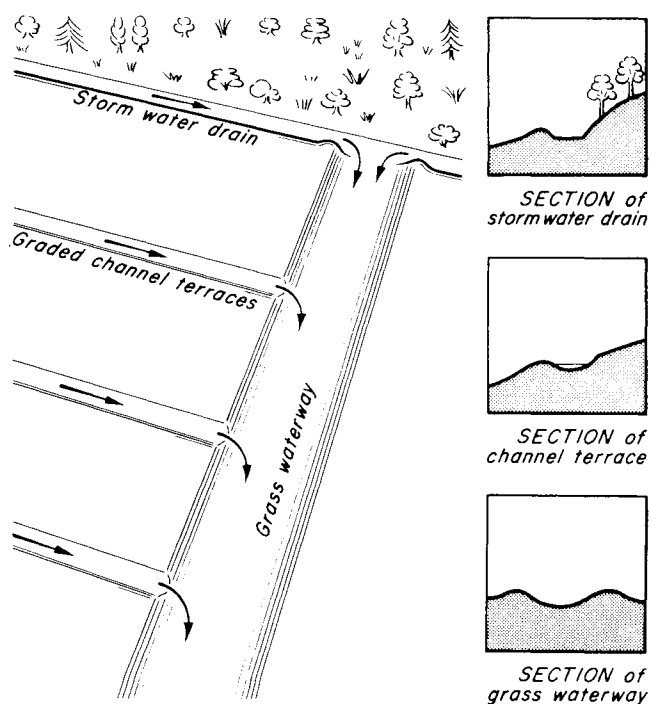 Storm water drain
Graded channel terraces
Grass waterway
SECTION of
stormwater drain
SECTION of
channel terrace
SECTION of
grass waterway